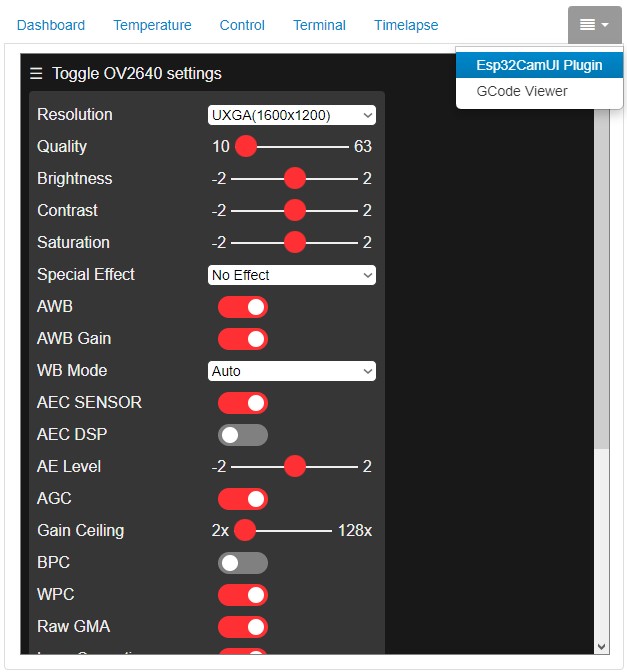 Dashboard Temperature Control Terminal Timelapse
Esp32CamUI Plugin
GCode Viewer
☰ Toggle OV2640 settings
Resolution UXGA(1600x1200)
Quality 10 63
Brightness -2 2
Contrast -2 2
Saturation -2 2
Special Effect No Effect
AWB
AWB Gain
WB Mode Auto
AEC SENSOR
AEC DSP
AE Level -2 2
AGC
Gain Ceiling 2x 128x
BPC
WPC
Raw GMA